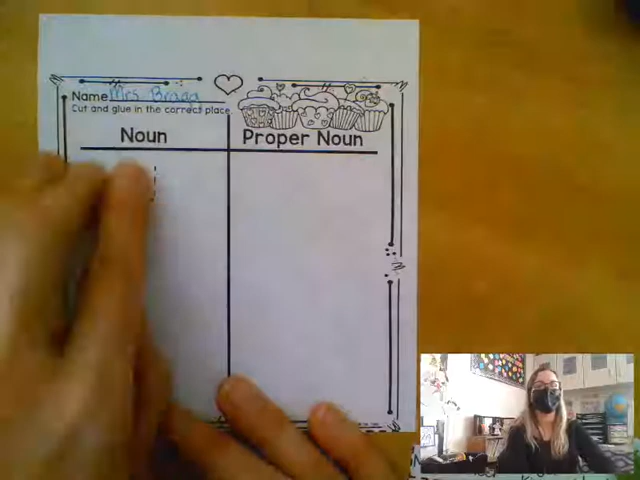 Name Mrs. Bragg
Cut and glue in the correct place
Noun
Proper Noun